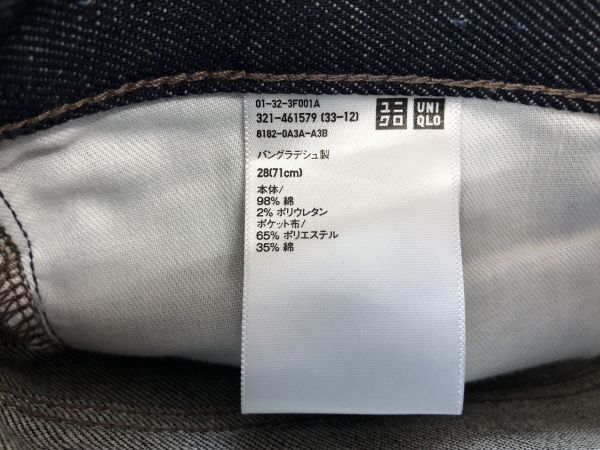 01-32-3F001A
321-461579 (33-12)
8182-0A3A-A3B
ユニ
クロ
UNI
QLO
バングラデシュ製
28(71cm)
本体/
98% 綿
2% ポリウレタン
ポケット布/
65% ポリエステル
35% 綿